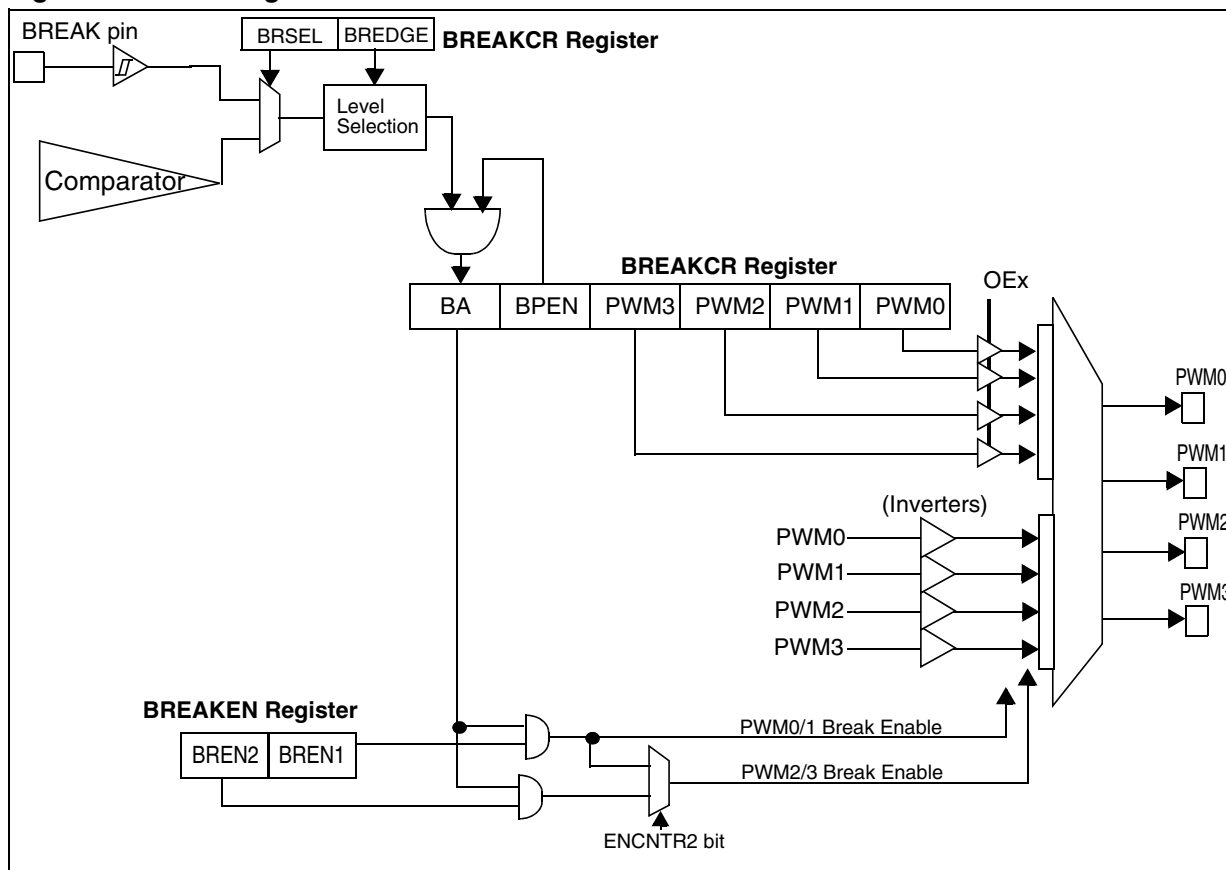 BREAK pin
BRSEL BREDGE BREAKCR Register
Level
Selection
Comparator
BREAKCR Register
OEx
BA BPEN PWM3 PWM2 PWM1 PWM0
PWM0
PWM1
PWM2
PWM3
(Inverters)
PWM0
PWM1
PWM2
PWM3
BREAKEN Register
BREN2 BREN1
PWM0/1 Break Enable
PWM2/3 Break Enable
ENCNTR2 bit